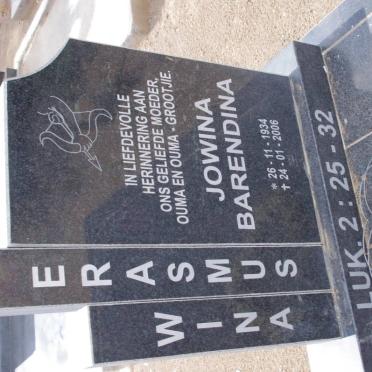 IN LIEFDEVOLLE
HERINNERING AAN
ONS GELIEFDE MOEDER,
OUMA EN OUMA - GROOTJIE.
JOWINA
BARENDINA
* 26 - 11 - 1934
✝ 24 - 01 - 2006
ERASMUS
WINA
LUK. 2 : 25 - 32